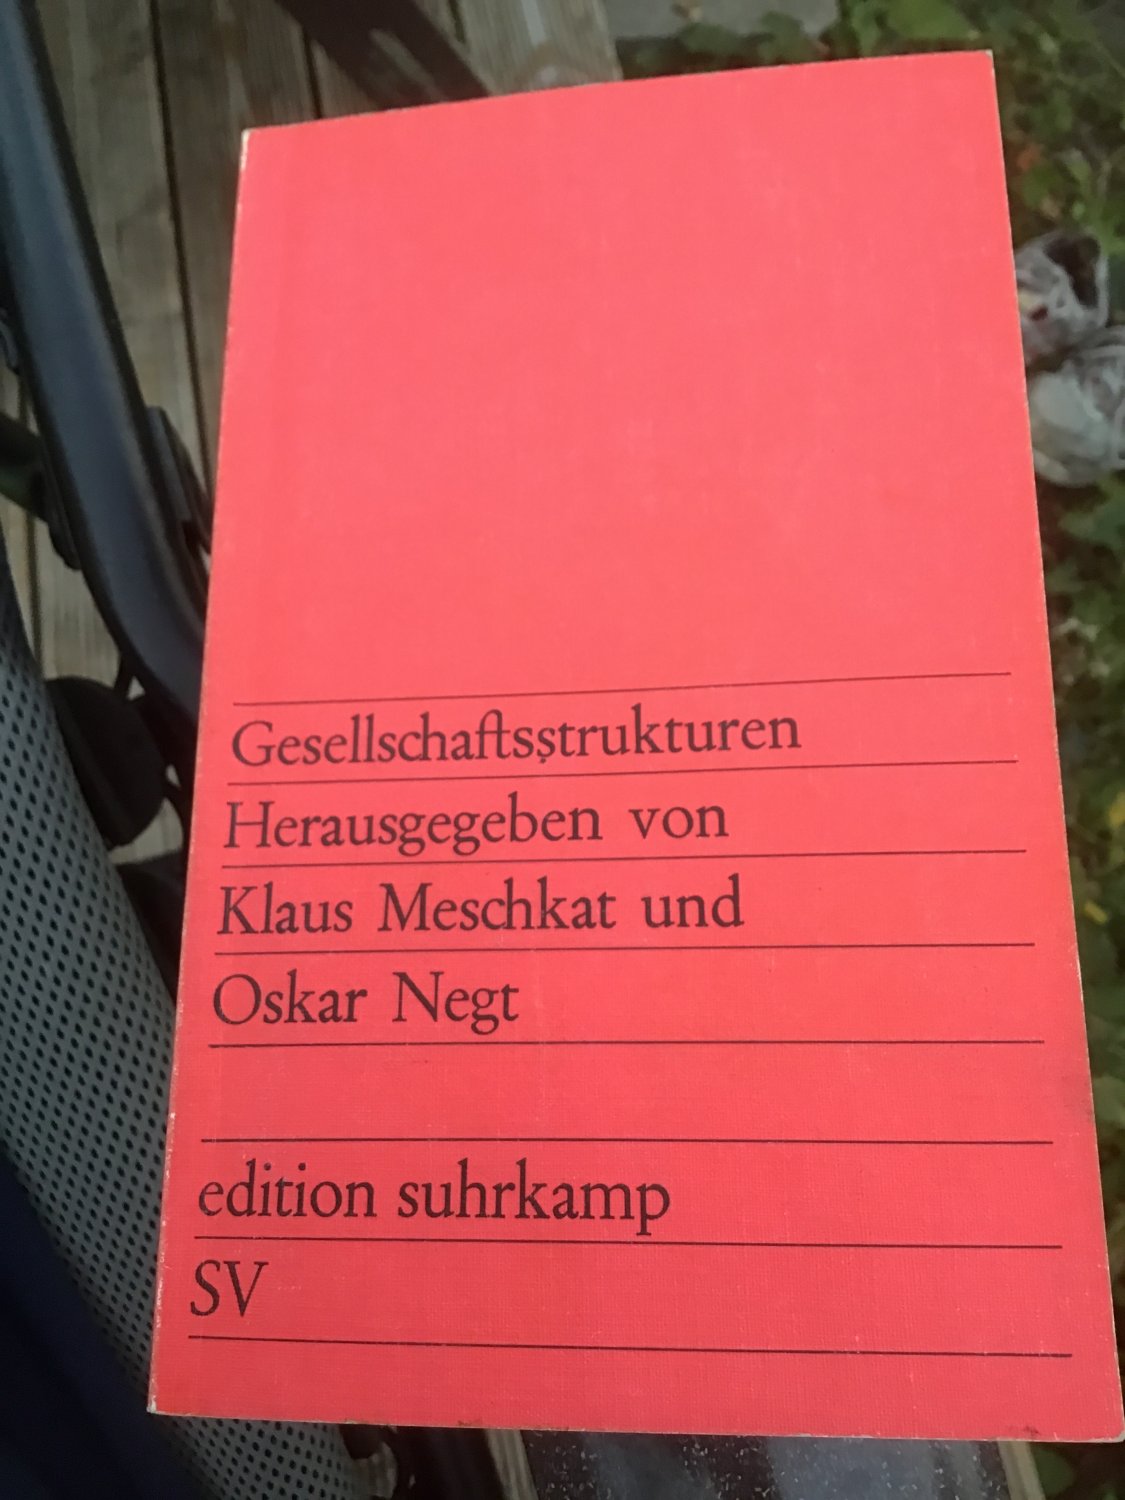 Gesellschaftsstrukturen
Herausgegeben von
Klaus Meschkat und
Oskar Negt
edition suhrkamp
SV